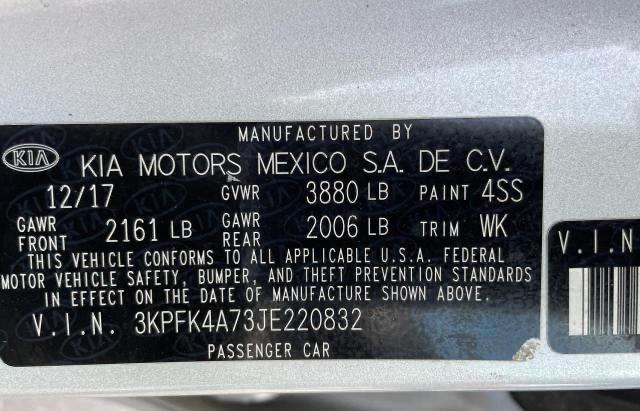 MANUFACTURED BY
KIA KIA MOTORS MEXICO S.A. DE C.V.
12/17 GVWR 3880 LB PAINT 4SS
GAWR FRONT 2161 LB GAWR REAR 2006 LB TRIM WK
THIS VEHICLE CONFORMS TO ALL APPLICABLE U.S.A. FEDERAL
MOTOR VEHICLE SAFETY, BUMPER, AND THEFT PREVENTION STANDARDS
IN EFFECT ON THE DATE OF MANUFACTURE SHOWN ABOVE.
V.I.N. 3KPFK4A73JE220832
PASSENGER CAR
V.I.N